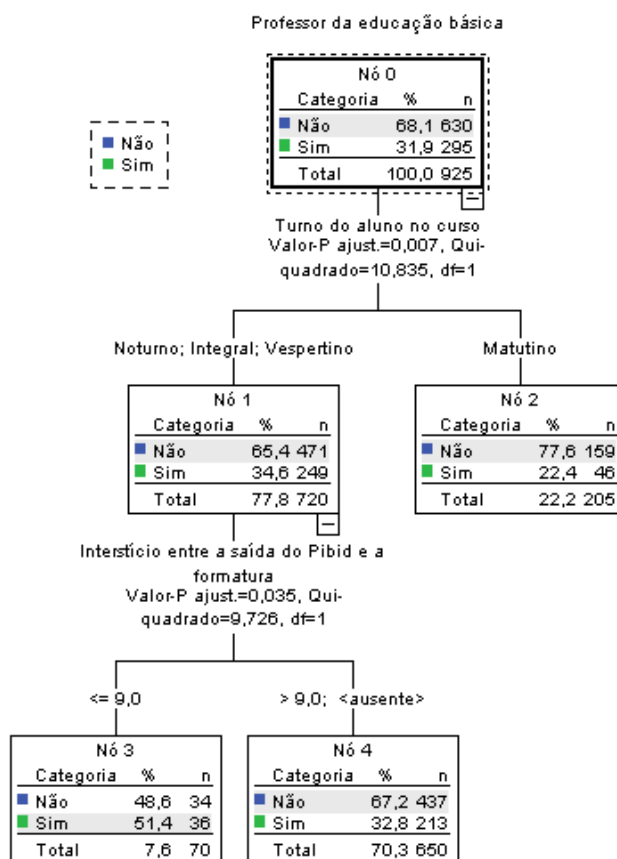 Professor da educação básica
Nó 0
Categoria % n
Não 68,1 630
Sim 31,9 295
Total 100,0 925
Não
Sim
Turno do aluno no curso
Valor-P ajust.=0,007, Qui-
quadrado=10,835, df=1
Noturno; Integral; Vespertino
Matutino
Nó 1
Categoria % n
Não 65,4 471
Sim 34,6 249
Total 77,8 720
Nó 2
Categoria % n
Não 77,6 159
Sim 22,4 46
Total 22,2 205
Interstício entre a saída do Pibid e a
formatura
Valor-P ajust.=0,035, Qui-
quadrado=9,726, df=1
<= 9,0
> 9,0; <ausente>
Nó 3
Categoria % n
Não 48,6 34
Sim 51,4 36
Total 7,6 70
Nó 4
Categoria % n
Não 67,2 437
Sim 32,8 213
Total 70,3 650